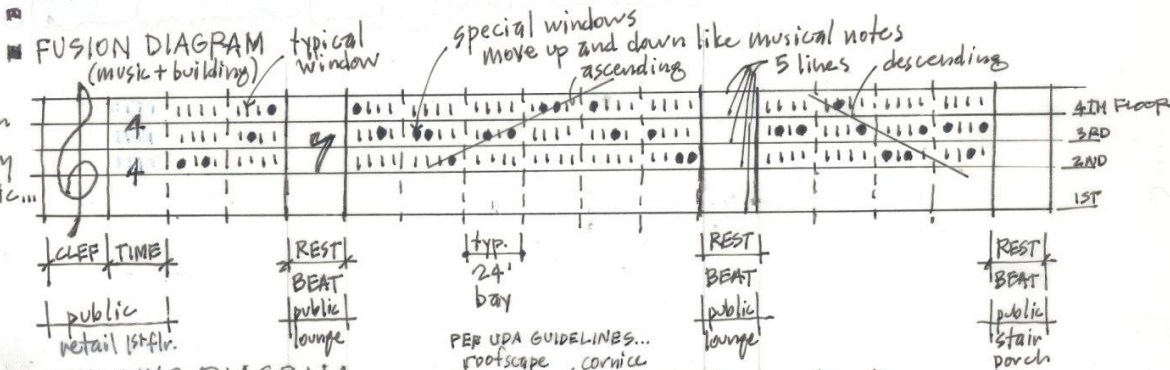 FUSION DIAGRAM
(music + building)
typical
window
special windows
move up and down like musical notes
ascending
5 lines
descending
4
4
4TH FLOOR
3RD
2ND
1ST
CLEF
TIME
REST
BEAT
public
lounge
typ.
24'
bay
REST
BEAT
public
lounge
REST
BEAT
public
stair
porch
public
retail 1st flr.
PER UDA GUIDELINES...
roofscape, cornice
DIAGRAM